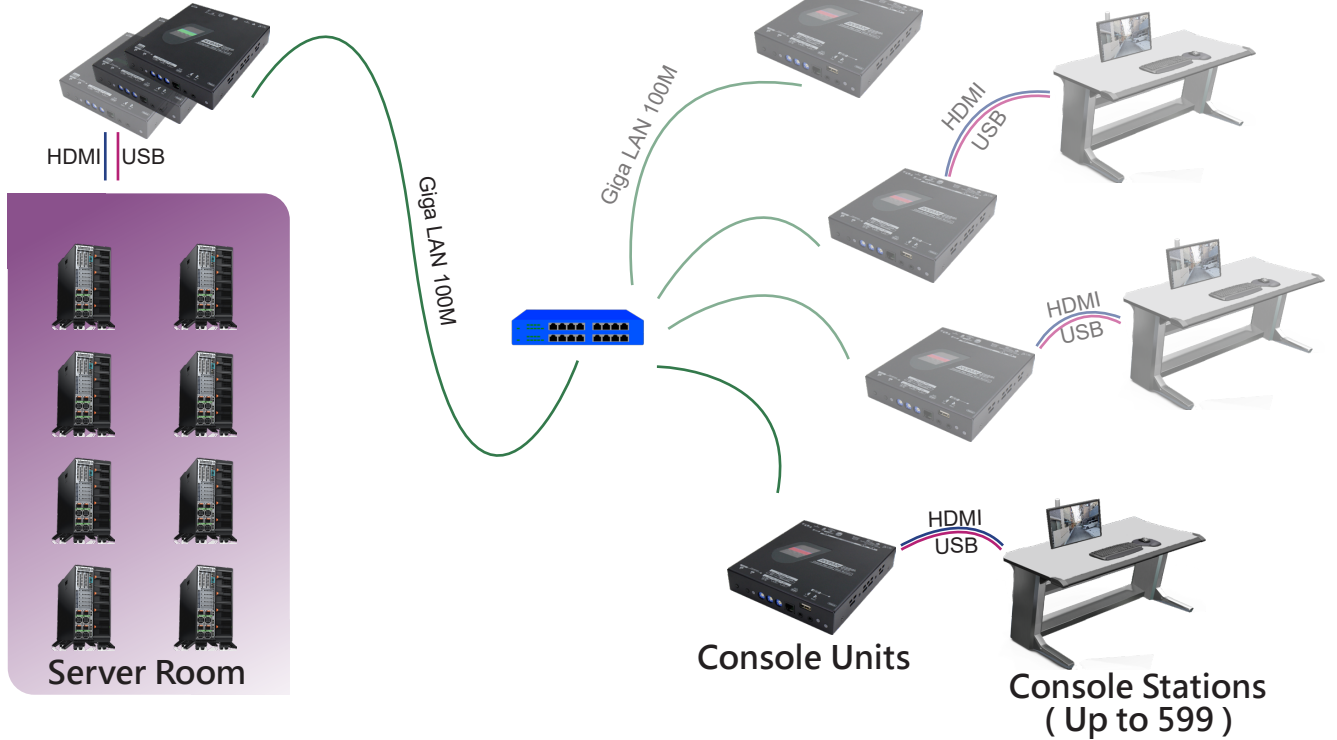 HDMI USB
Giga LAN 100M
Giga LAN 100M
HDMI
USB
HDMI
USB
HDMI
USB
Server Room
Console Units
Console Stations
( Up to 599 )